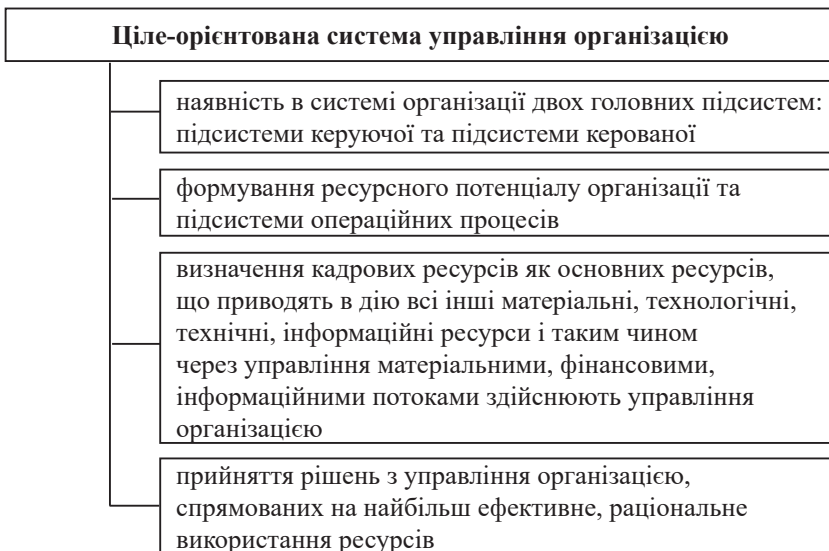 Ціле-орієнтована система управління організацією
наявність в системі організації двох головних підсистем:
підсистеми керуючої та підсистеми керованої
формування ресурсного потенціалу організації та
підсистеми операційних процесів
визначення кадрових ресурсів як основних ресурсів,
що приводять в дію всі інші матеріальні, технологічні,
технічні, інформаційні ресурси і таким чином
через управління матеріальними, фінансовими,
інформаційними потоками здійснюють управління
організацією
прийняття рішень з управління організацією,
спрямованих на найбільш ефективне, раціональне
використання ресурсів